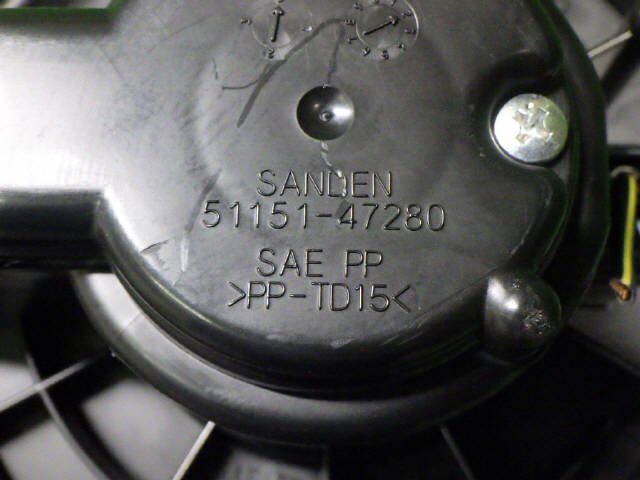 SANDEN
51151-47280
SAE PP
>PP-TD15<